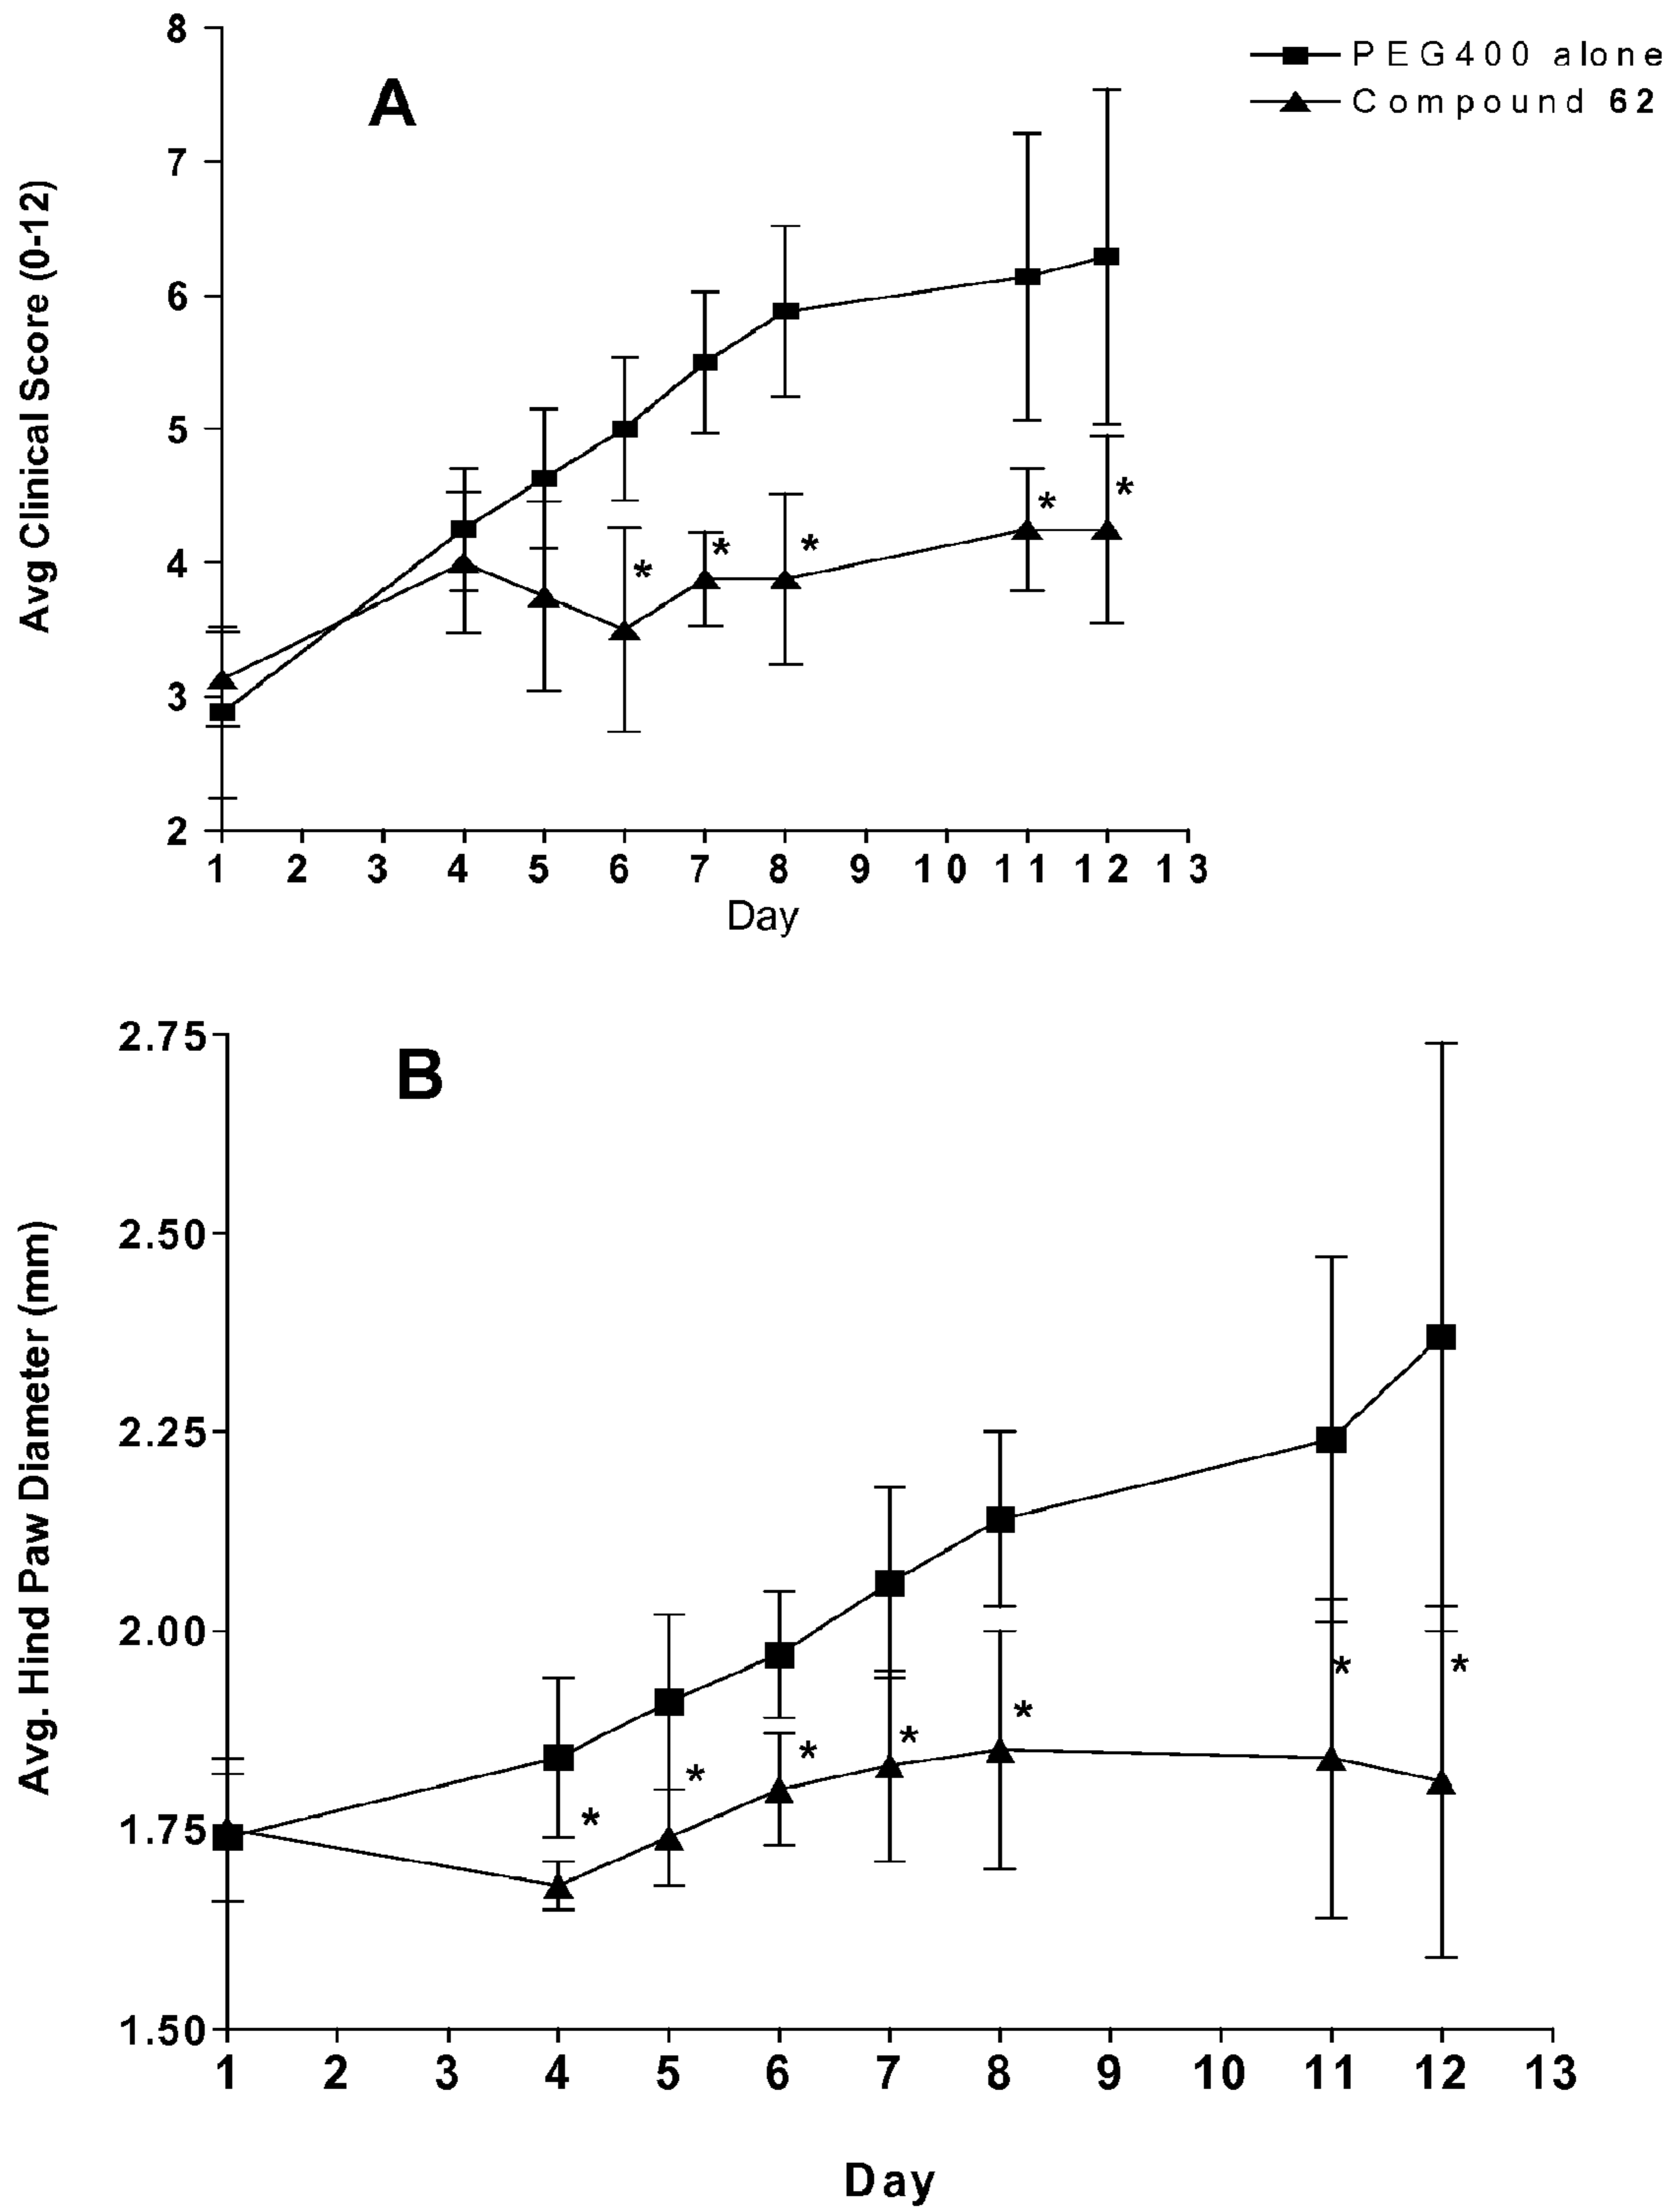 A
PEG400 alone
Compound 62
Avg Clinical Score (0-12)
8
7
6
5
4
3
2
* * * * *
1 2 3 4 5 6 7 8 9 10 11 12 13
Day
B
Avg. Hind Paw Diameter (mm)
2.75
2.50
2.25
2.00
1.75
1.50
* * * * * * *
1 2 3 4 5 6 7 8 9 10 11 12 13
Day